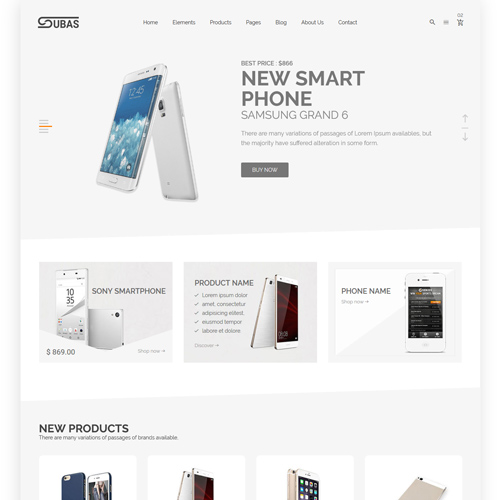 SUBAS
Home Elements Products Pages Blog About Us Contact
02
BEST PRICE : $866
NEW SMART
PHONE
SAMSUNG GRAND 6
There are many variations of passages of Lorem Ipsum availables, but
the majority have suffered alteration in some form.
BUY NOW
SONY SMARTPHONE
10
35
$ 869.00
Shop now
PRODUCT NAME
Lorem ipsum dolor
amet, consectetur
adipisicing elitest,
eiusmod tempor
labore et dolore.
Discover
PHONE NAME
Shop now
NEW PRODUCTS
There are many variations of passages of brands available.